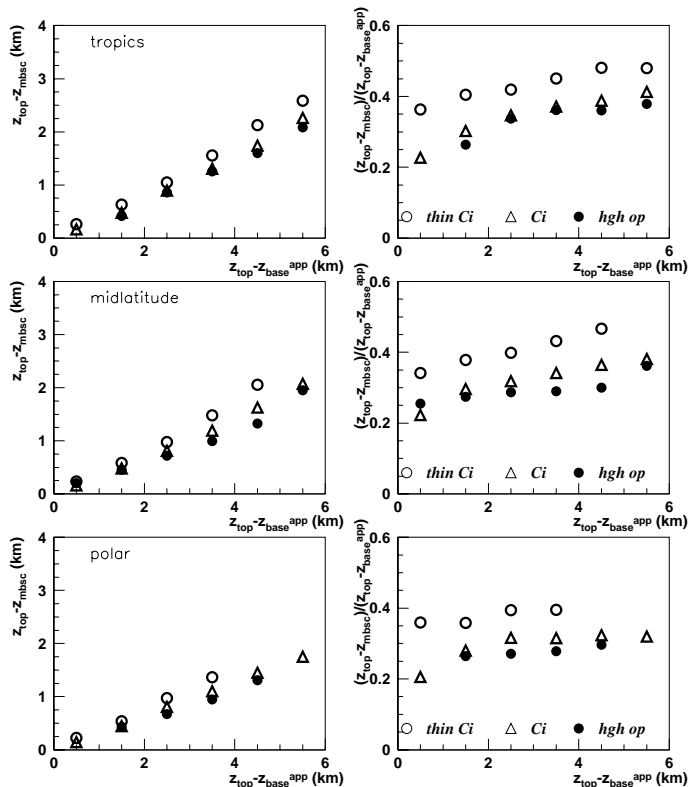 tropics
z_top-z_mbsc (km)
4
3
2
1
0
0 2 4 6
z_top-z_base^app (km)
(z_top-z_mbsc)/(z_top-z_base^app)
0.6
0.4
0.2
0
thin Ci Ci hgh op
0 2 4 6
z_top-z_base^app (km)
midlatitude
z_top-z_mbsc (km)
4
3
2
1
0
0 2 4 6
z_top-z_base^app (km)
(z_top-z_mbsc)/(z_top-z_base^app)
0.6
0.4
0.2
0
thin Ci Ci hgh op
0 2 4 6
z_top-z_base^app (km)
polar
z_top-z_mbsc (km)
4
3
2
1
0
0 2 4 6
z_top-z_base^app (km)
(z_top-z_mbsc)/(z_top-z_base^app)
0.6
0.4
0.2
0
thin Ci Ci hgh op
0 2 4 6
z_top-z_base^app (km)